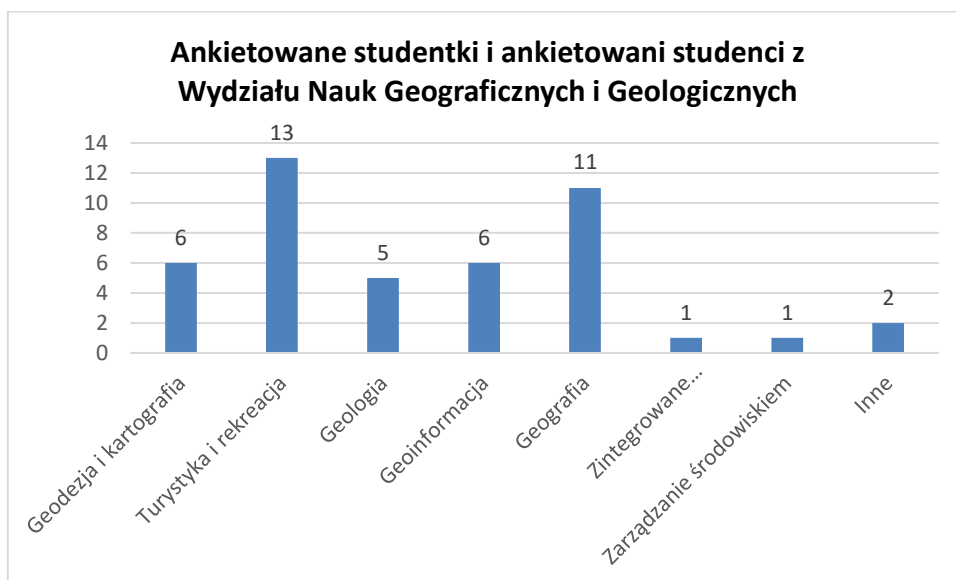 Ankietowane studentki i ankietowani studenci z
Wydziału Nauk Geograficznych i Geologicznych
14
12
10
8
6
4
2
0
6
13
5
6
11
1
1
2
Geodezja i kartografia
Turystyka i rekreacja
Geologia
Geoinformacja
Geografia
Zintegrowane...
Zarządzanie środowiskiem
Inne